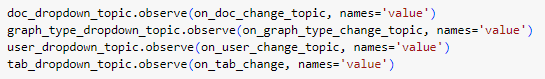 doc_dropdown_topic.observe(on_doc_change_topic, names='value')
graph_type_dropdown_topic.observe(on_graph_type_change_topic, names='value')
user_dropdown_topic.observe(on_user_change_topic, names='value')
tab_dropdown_topic.observe(on_tab_change, names='value')